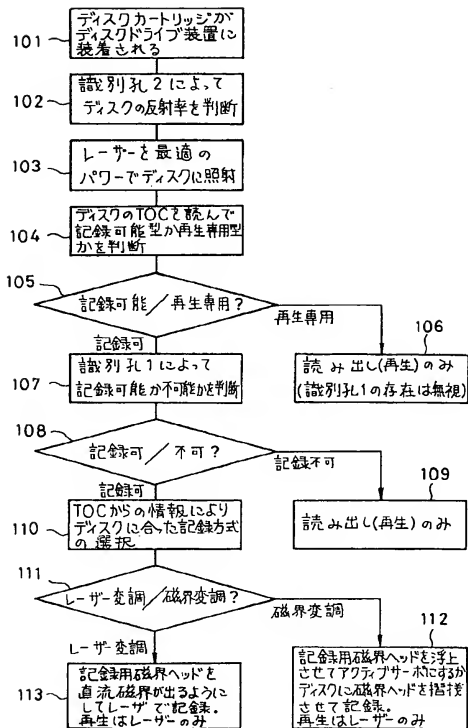 101
ディスクカートリッジが
ディスクドライブ装置に
装着される
102
識別孔2によって
ディスクの反射率を判断
103
レーザーを最適の
パワーでディスクに照射
104
ディスクのTOCを読んで
記録可能型か再生専用型
かを判断
105
記録可能/再生専用?
再生専用
記録可
106
読み出し(再生)のみ
(識別孔1の存在は無視)
107
識別孔1によって
記録可能か不可能かを判断
108
記録可/不可?
記録不可
記録可
109
読み出し(再生)のみ
110
TOCからの情報により
ディスクに合った記録方式
の選択
111
レーザー変調/磁界変調?
磁界変調
レーザー変調
112
記録用磁界ヘッドを浮上
させてアクティブサーボにするか
ディスクに磁界ヘッドを摺接
させて記録。
再生はレーザーのみ
113
記録用磁界ヘッドを
直流磁界が出るように
してレーザで記録。
再生はレーザーのみ